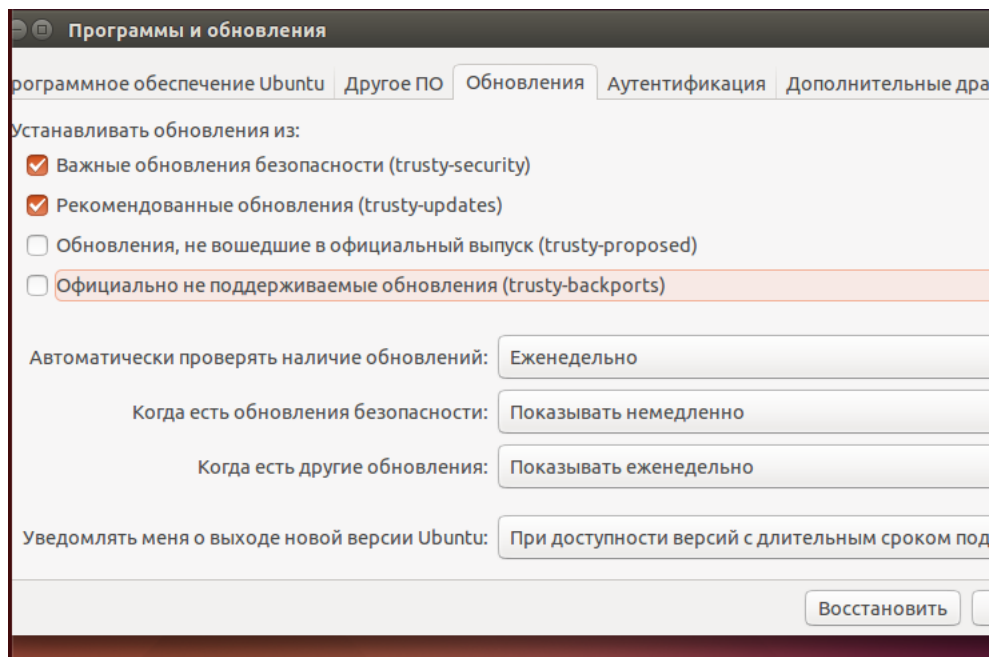 Программы и обновления
рограммное обеспечение Ubuntu Другое ПО Обновления Аутентификация Дополнительные дра
Устанавливать обновления из:
Важные обновления безопасности (trusty-security)
Рекомендованные обновления (trusty-updates)
Обновления, не вошедшие в официальный выпуск (trusty-proposed)
Официально не поддерживаемые обновления (trusty-backports)
Автоматически проверять наличие обновлений: Еженедельно
Когда есть обновления безопасности: Показывать немедленно
Когда есть другие обновления: Показывать еженедельно
Уведомлять меня о выходе новой версии Ubuntu: При доступности версий с длительным сроком под
Восстановить